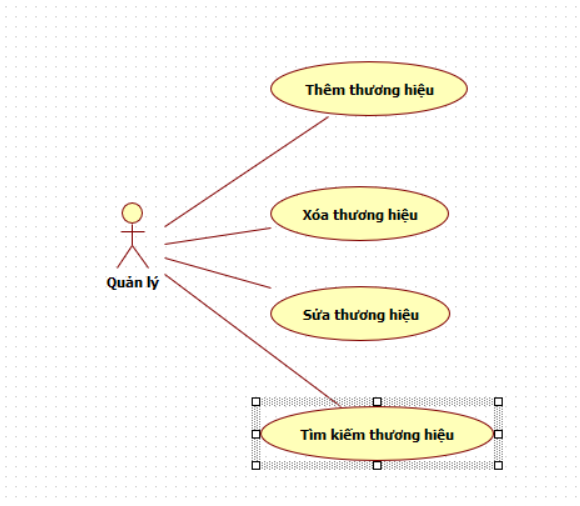 Thêm thương hiệu
Xóa thương hiệu
Quản lý
Sửa thương hiệu
Tìm kiếm thương hiệu